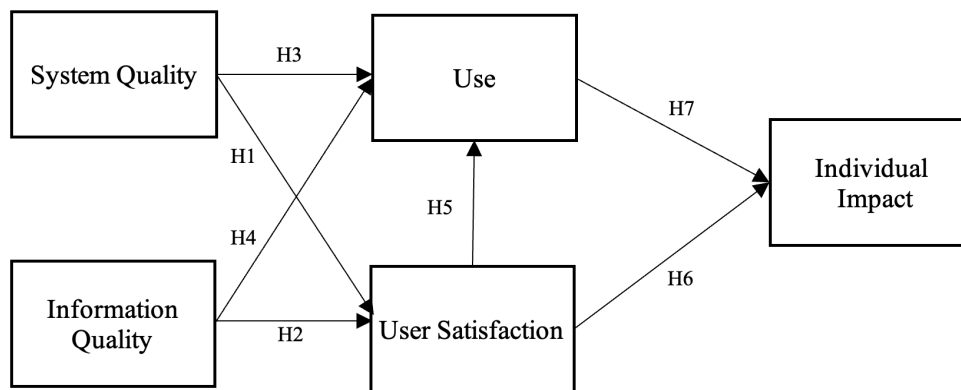 System Quality
H3
Use
H7
H1
Individual
Impact
H5
H4
H6
Information
Quality
H2
User Satisfaction